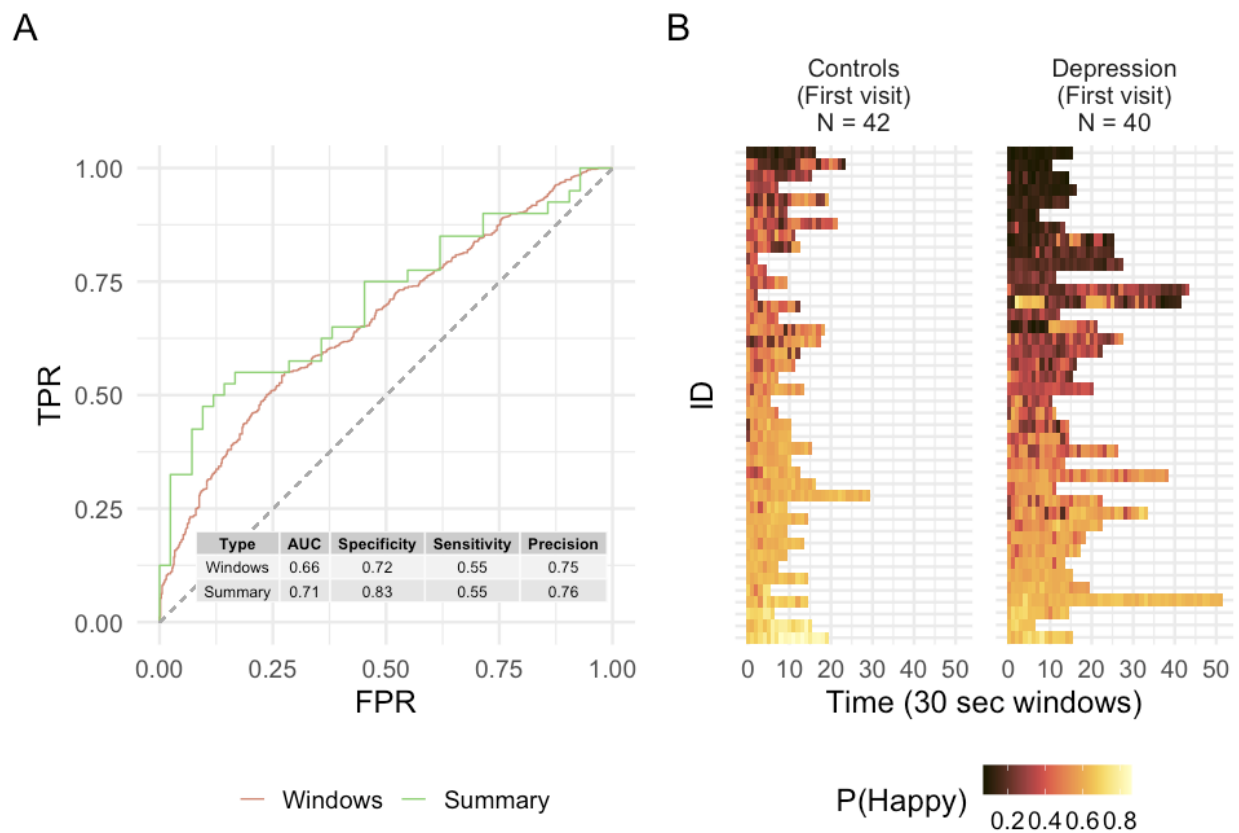 A
TPR
1.00
0.75
0.50
0.25
0.00
Type AUC Specificity Sensitivity Precision
Windows 0.66 0.72 0.55 0.75
Summary 0.71 0.83 0.55 0.76
0.00 0.25 0.50 0.75 1.00
FPR
Windows Summary
B
Controls
(First visit)
N = 42
Depression
(First visit)
N = 40
ID
0 10 20 30 40 50
0 10 20 30 40 50
Time (30 sec windows)
P(Happy)
0.2 0.4 0.6 0.8